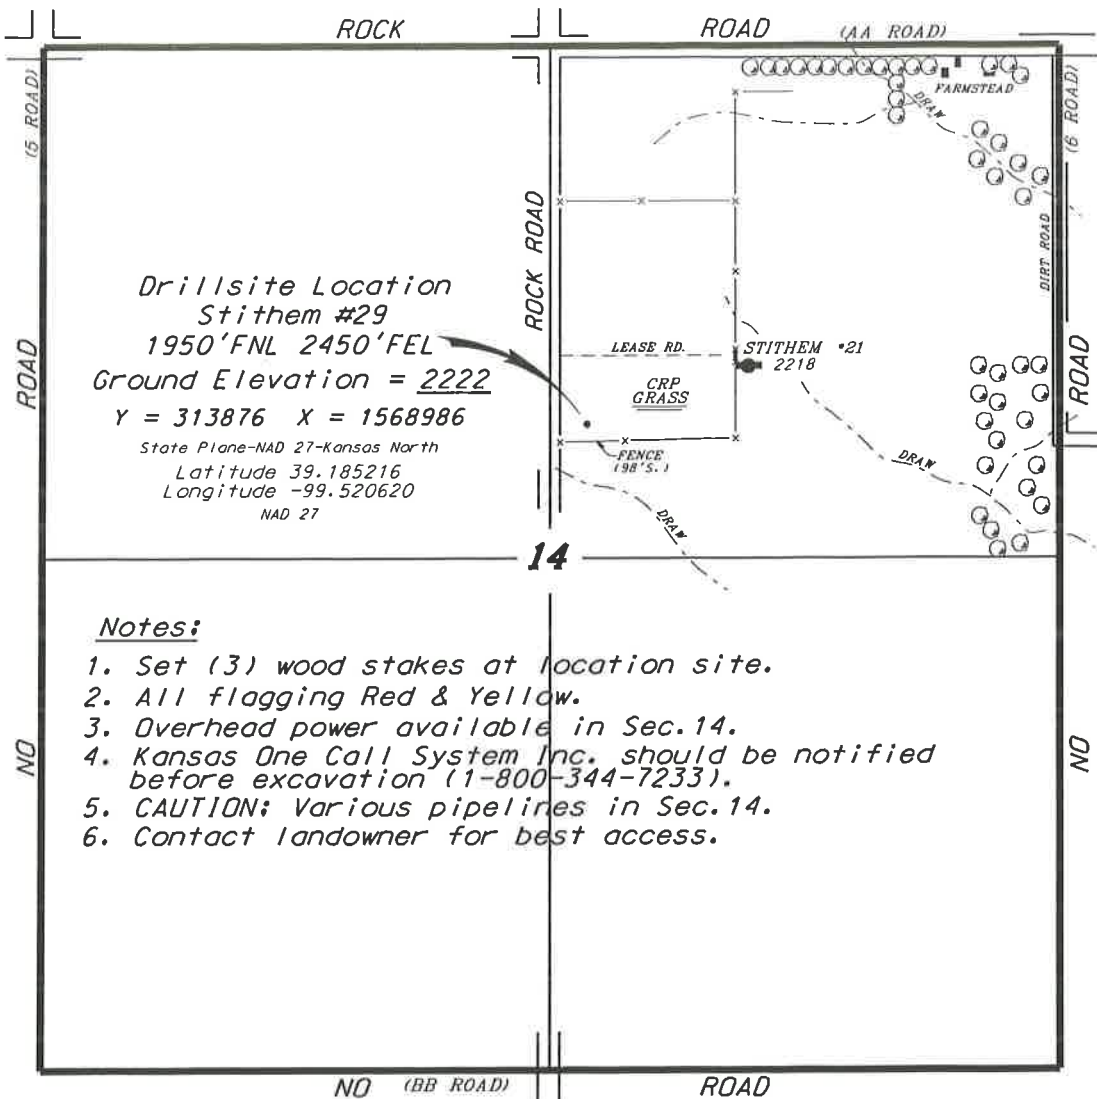 ROCK ROAD (AA ROAD)
(5 ROAD)
(6 ROAD)
FARMSTEAD
DRAW
ROCK ROAD
DIRT ROAD
Drillsite Location
Stithem #29
1950'FNL 2450'FEL
Ground Elevation = 2222
Y = 313876 X = 1568986
State Plane-NAD 27-Kansas North
Latitude 39.185216
Longitude -99.520620
NAD 27
LEASE RD.
STITHEM #21
2218
CRP
GRASS
FENCE
(98'S.)
DRAW
DRAW
NO ROAD
NO ROAD
14
Notes:
1. Set (3) wood stakes at location site.
2. All flagging Red & Yellow.
3. Overhead power available in Sec.14.
4. Kansas One Call System Inc. should be notified
before excavation (1-800-344-7233).
5. CAUTION: Various pipelines in Sec.14.
6. Contact landowner for best access.
NO (BB ROAD) ROAD